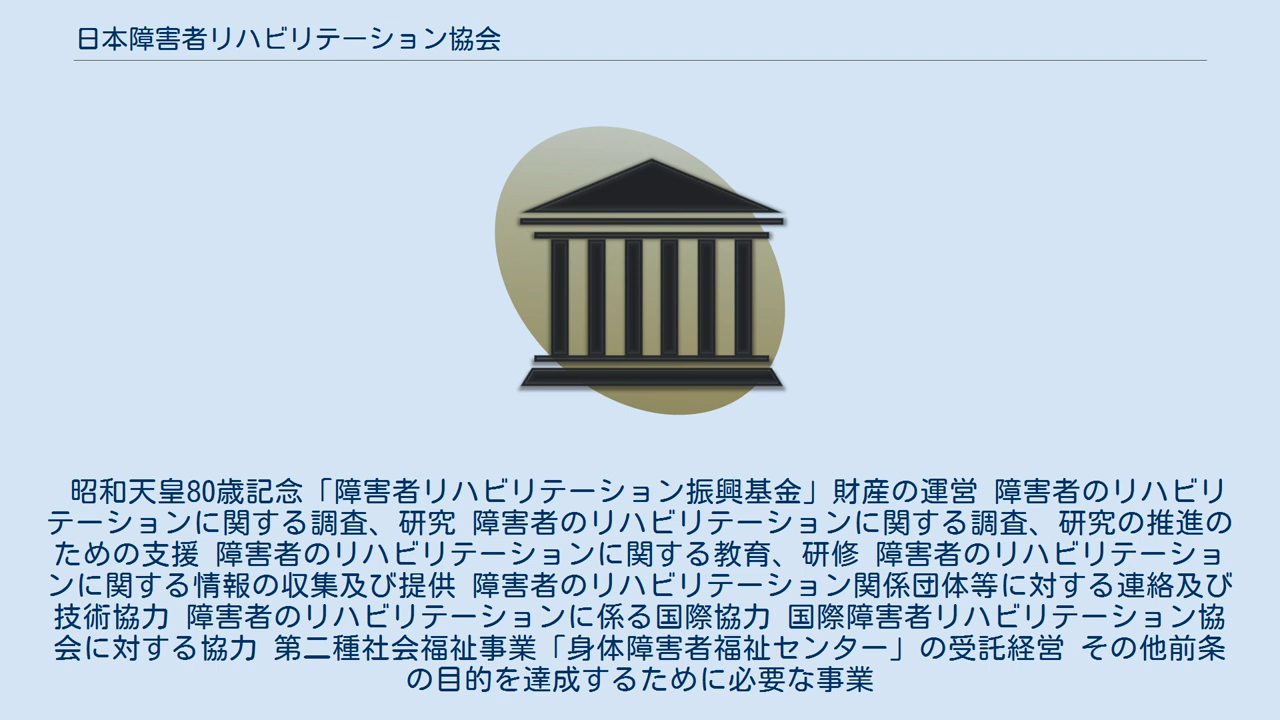 日本障害者リハビリテーション協会
昭和天皇80歳記念「障害者リハビリテーション振興基金」財産の運営 障害者のリハビリ
テーションに関する調査、研究 障害者のリハビリテーションに関する調査、研究の推進の
ための支援 障害者のリハビリテーションに関する教育、研修 障害者のリハビリテーショ
ンに関する情報の収集及び提供 障害者のリハビリテーション関係団体等に対する連絡及び
技術協力 障害者のリハビリテーションに係る国際協力 国際障害者リハビリテーション協
会に対する協力 第二種社会福祉事業「身体障害者福祉センター」の受託経営 その他前条
の目的を達成するために必要な事業